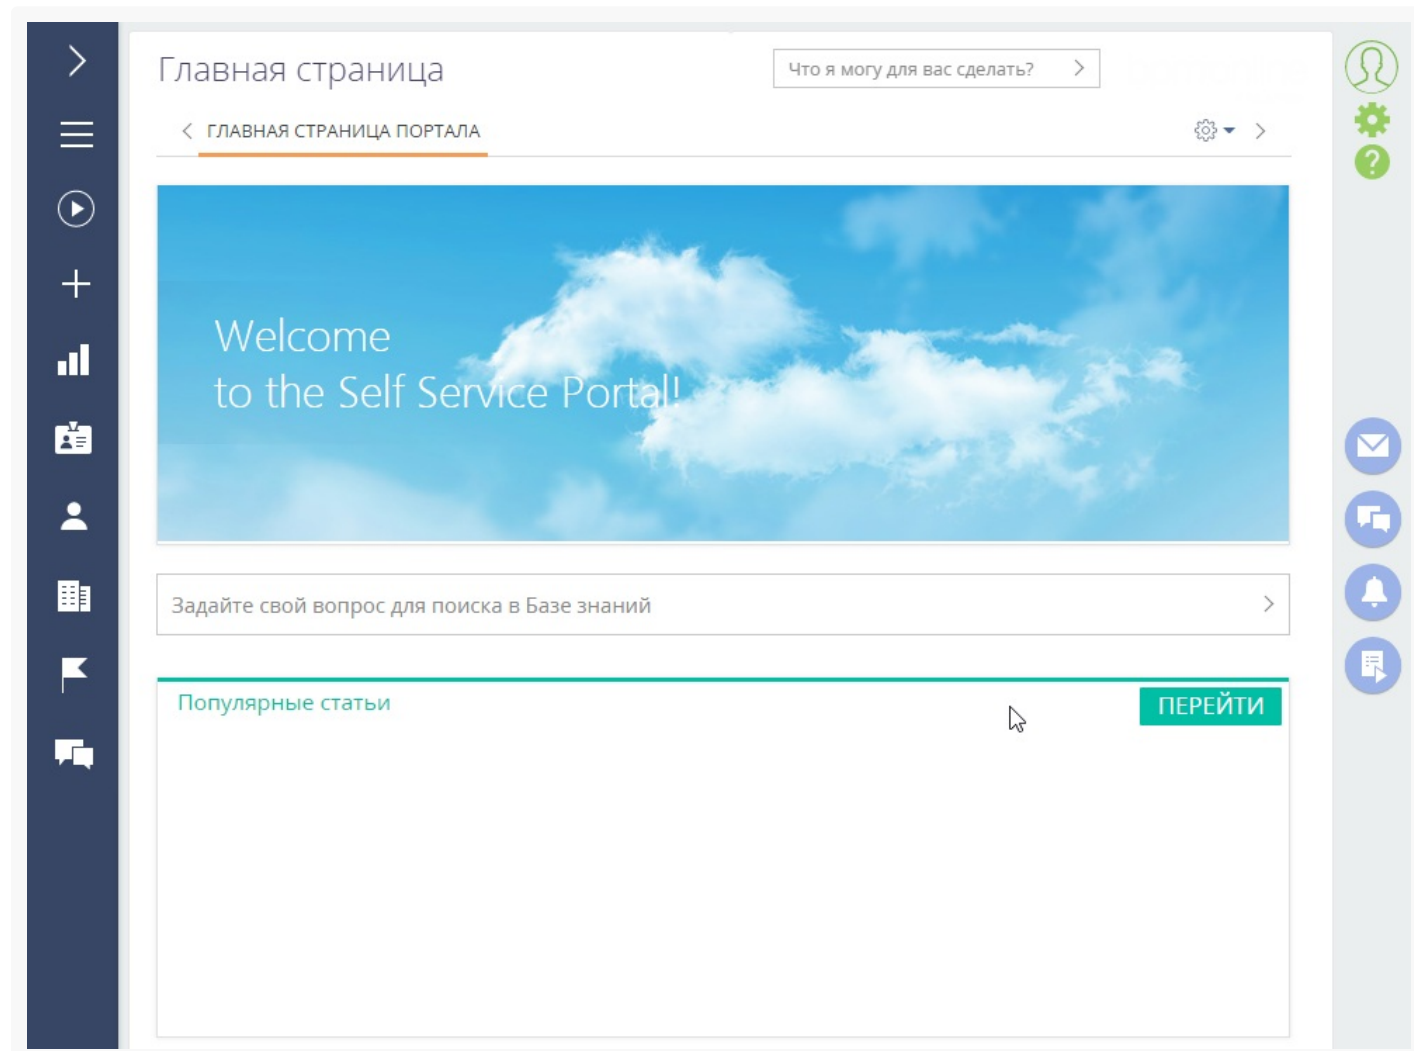 Главная страница
Что я могу для вас сделать?
ГЛАВНАЯ СТРАНИЦА ПОРТАЛА
Welcome
to the Self Service Portal!
Задайте свой вопрос для поиска в Базе знаний
Популярные статьи
ПЕРЕЙТИ